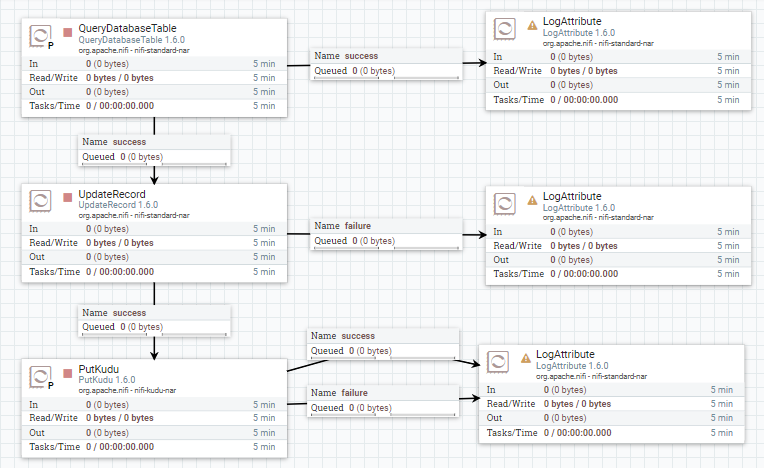 QueryDatabaseTable
QueryDatabaseTable 1.6.0
org.apache.nifi - nifi-standard-nar
P
In 0 (0 bytes) 5 min
Read/Write 0 bytes / 0 bytes 5 min
Out 0 (0 bytes) 5 min
Tasks/Time 0 / 00:00:00.000 5 min
Name success
Queued 0 (0 bytes)
LogAttribute
LogAttribute 1.6.0
org.apache.nifi - nifi-standard-nar
In 0 (0 bytes) 5 min
Read/Write 0 bytes / 0 bytes 5 min
Out 0 (0 bytes) 5 min
Tasks/Time 0 / 00:00:00.000 5 min
Name success
Queued 0 (0 bytes)
UpdateRecord
UpdateRecord 1.6.0
org.apache.nifi - nifi-standard-nar
In 0 (0 bytes) 5 min
Read/Write 0 bytes / 0 bytes 5 min
Out 0 (0 bytes) 5 min
Tasks/Time 0 / 00:00:00.000 5 min
Name failure
Queued 0 (0 bytes)
LogAttribute
LogAttribute 1.6.0
org.apache.nifi - nifi-standard-nar
In 0 (0 bytes) 5 min
Read/Write 0 bytes / 0 bytes 5 min
Out 0 (0 bytes) 5 min
Tasks/Time 0 / 00:00:00.000 5 min
Name success
Queued 0 (0 bytes)
PutKudu
PutKudu 1.6.0
org.apache.nifi - nifi-kudu-nar
P
In 0 (0 bytes) 5 min
Read/Write 0 bytes / 0 bytes 5 min
Out 0 (0 bytes) 5 min
Tasks/Time 0 / 00:00:00.000 5 min
Name success
Queued 0 (0 bytes)
Name failure
Queued 0 (0 bytes)
LogAttribute
LogAttribute 1.6.0
org.apache.nifi - nifi-standard-nar
In 0 (0 bytes) 5 min
Read/Write 0 bytes / 0 bytes 5 min
Out 0 (0 bytes) 5 min
Tasks/Time 0 / 00:00:00.000 5 min